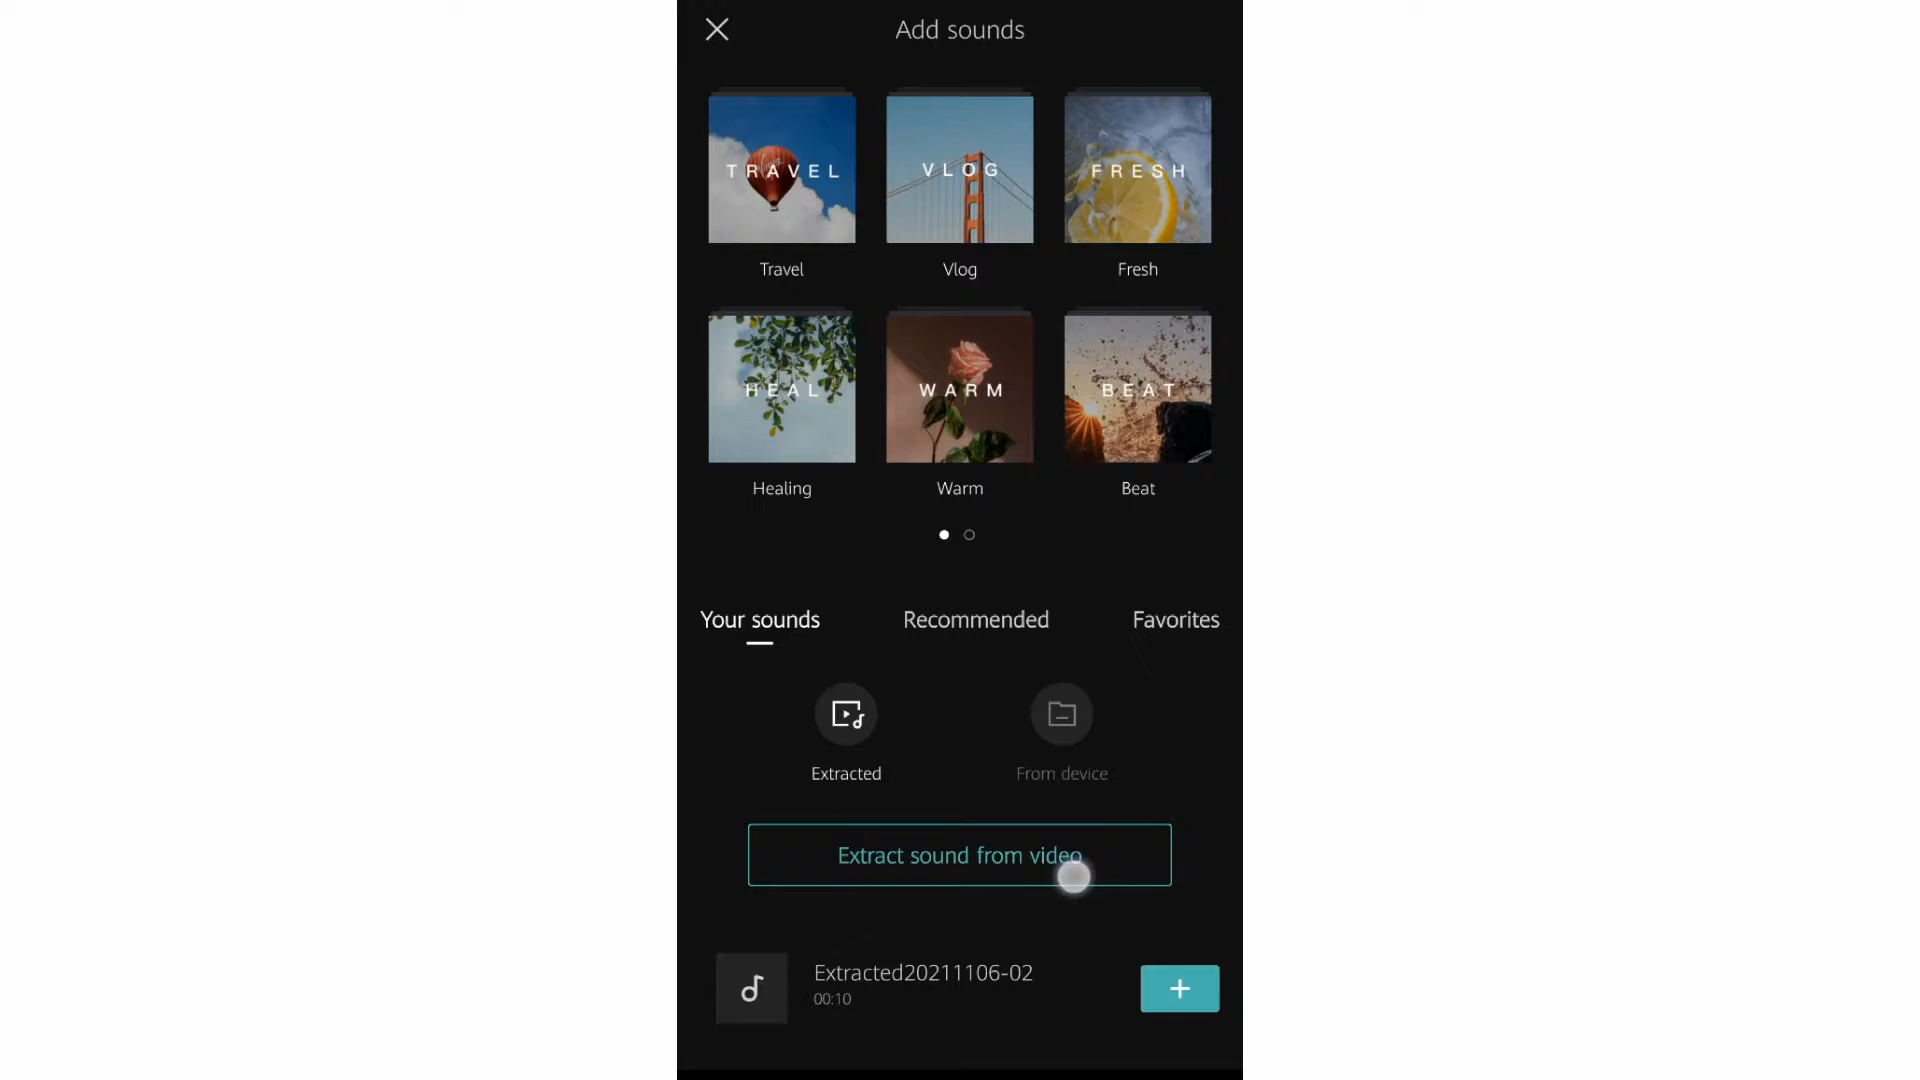 Add sounds
TRAVEL VLOG FRESH
Travel Vlog Fresh
HEAL WARM BEAT
Healing Warm Beat
Your sounds Recommended Favorites
Extracted From device
Extract sound from video
Extracted20211106-02
00:10